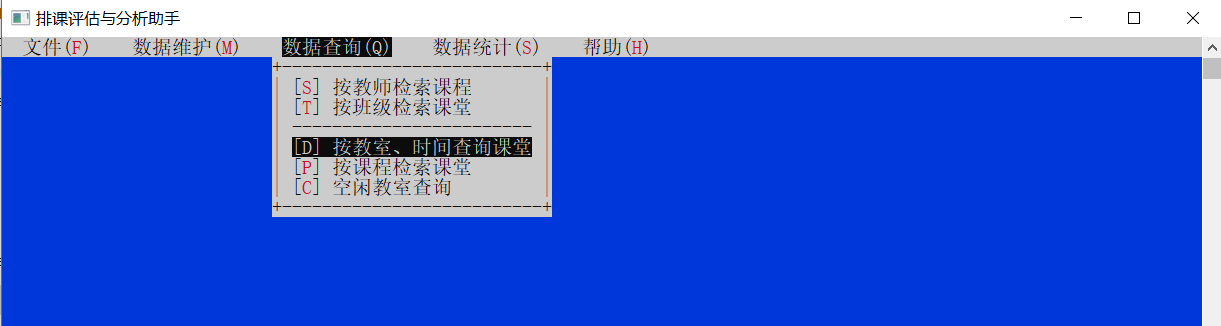 排课评估与分析助手
文件(F) 数据维护(M) 数据查询(Q) 数据统计(S) 帮助(H)
[S] 按教师检索课程
[T] 按班级检索课堂
[D] 按教室、时间查询课堂
[P] 按课程检索课堂
[C] 空闲教室查询